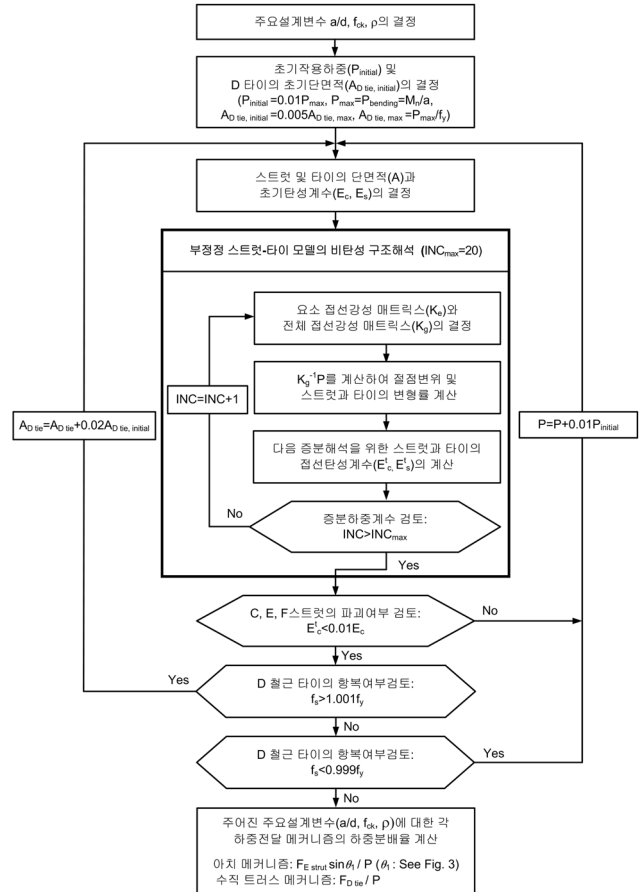 주요설계변수 a/d, fck, ρ의 결정
초기작용하중(Pinitial) 및
D 타이의 초기단면적(AD tie, initial)의 결정
(Pinitial =0.01Pmax, Pmax=Pbending=Mn/a,
AD tie, initial =0.005AD tie, max, AD tie, max =Pmax/fy)
스트럿 및 타이의 단면적(A)과
초기탄성계수(Ec, Es)의 결정
부정정 스트럿-타이 모델의 비탄성 구조해석 (INCmax=20)
요소 접선강성 매트릭스(Ke)와
전체 접선강성 매트릭스(Kg)의 결정
INC=INC+1
Kg⁻¹P를 계산하여 절점변위 및
스트럿과 타이의 변형률 계산
AD tie=AD tie+0.02AD tie, initial
P=P+0.01Pinitial
다음 증분해석을 위한 스트럿과 타이의
접선탄성계수(Etc, Ets)의 계산
No
증분하중계수 검토:
INC>INCmax
Yes
C, E, F스트럿의 파괴여부 검토:
Etc<0.01Ec
No
Yes
Yes
D 철근 타이의 항복여부검토:
fs>1.001fy
No
D 철근 타이의 항복여부검토:
fs<0.999fy
Yes
No
주어진 주요설계변수(a/d, fck, ρ)에 대한 각
하중전달 메커니즘의 하중분배율 계산
아치 메커니즘: FE strut sinθ1 / P (θ1 : See Fig. 3)
수직 트러스 메커니즘: FD tie / P